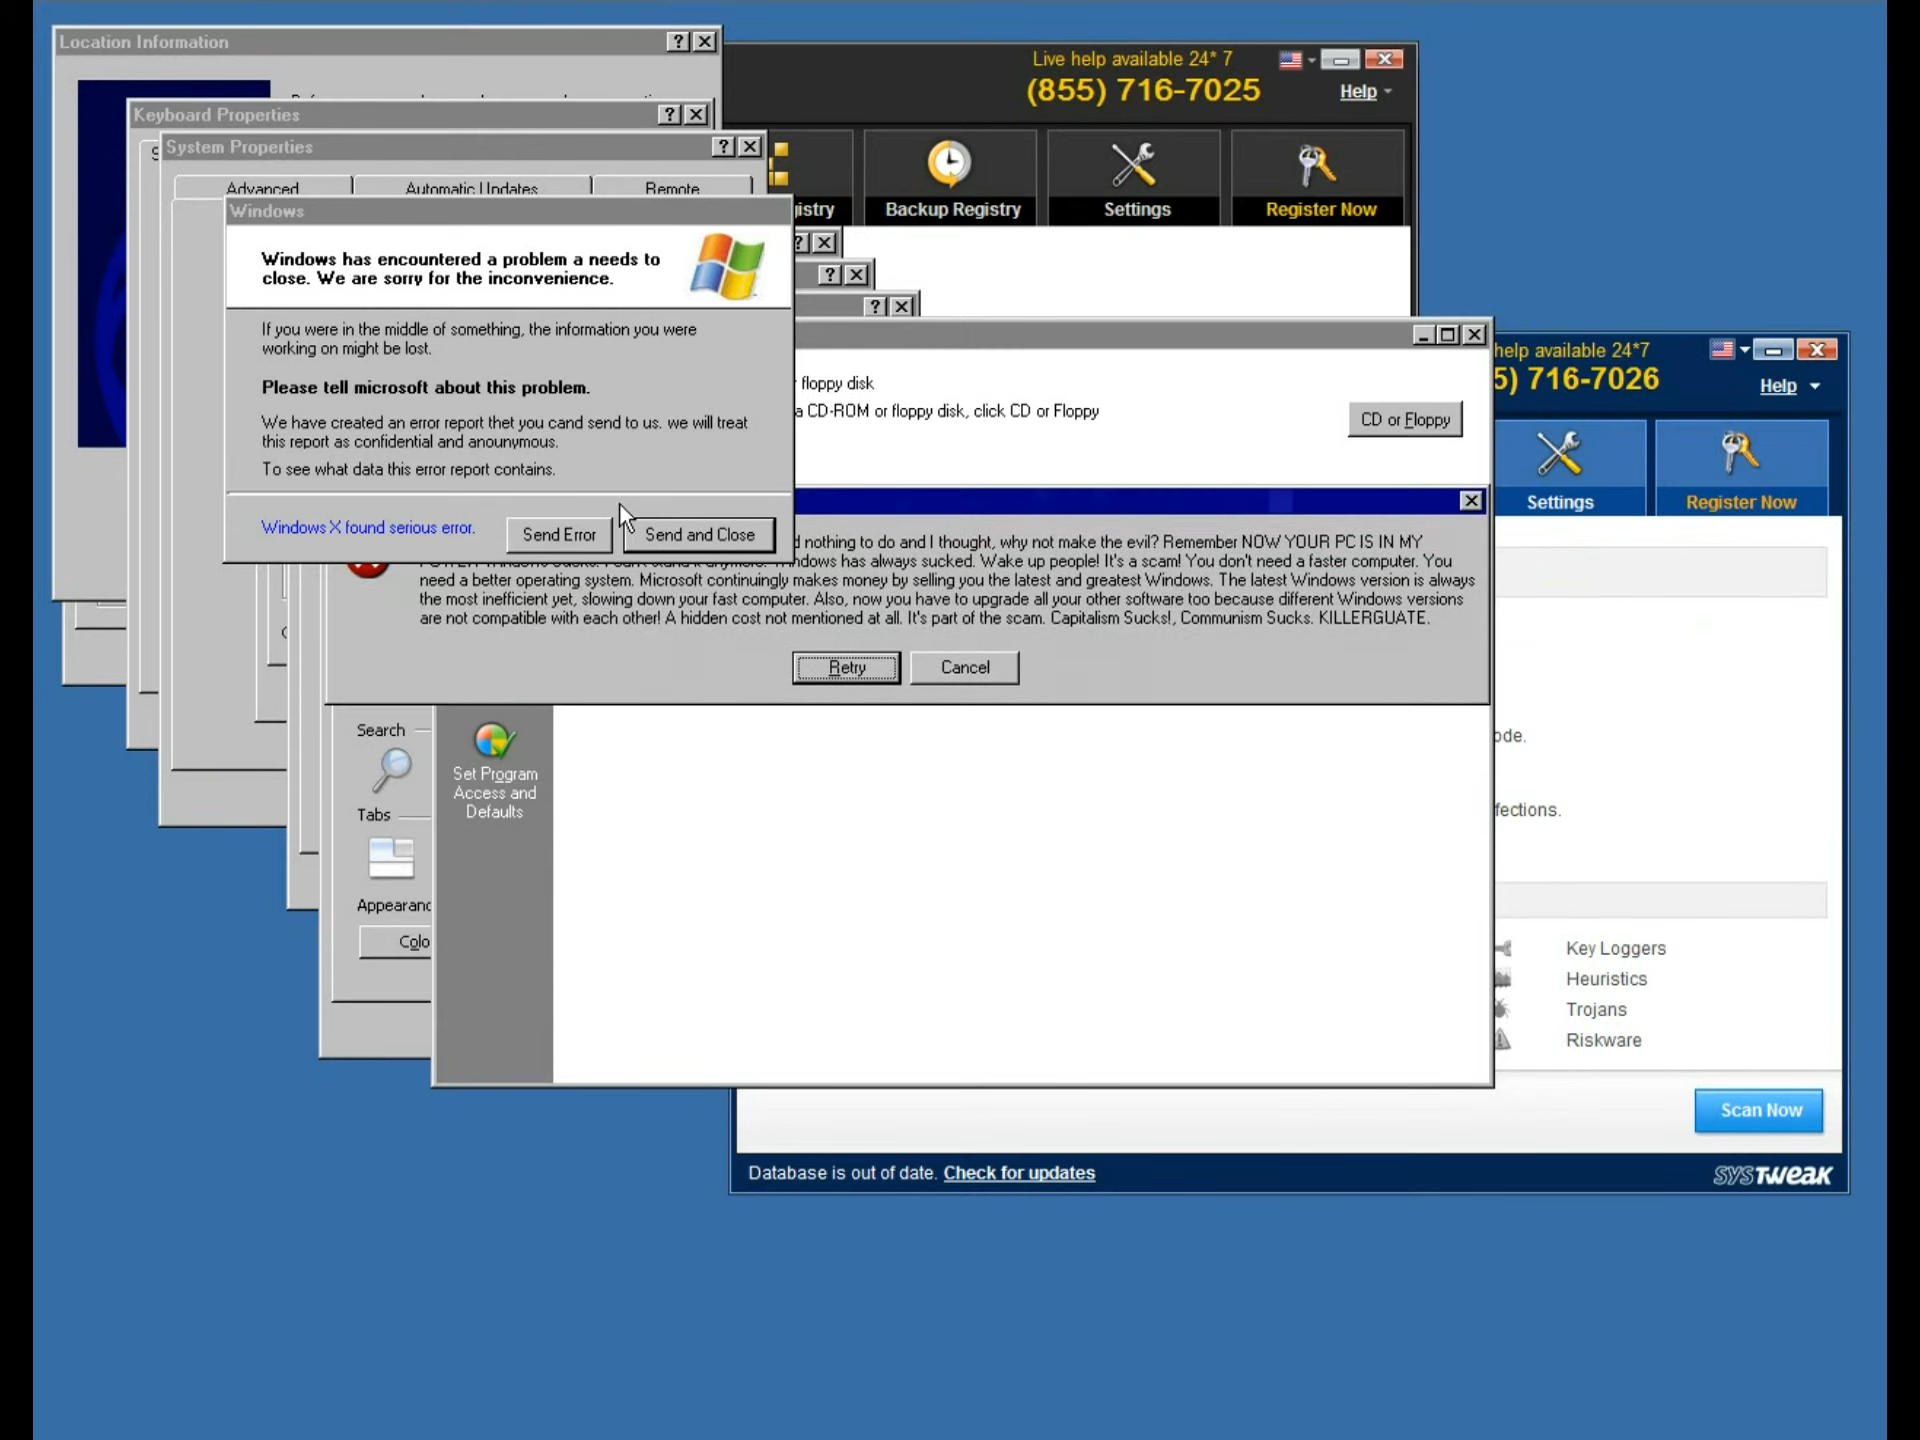 Location Information
Live help available 24* 7
(855) 716-7025
Help
Keyboard Properties
System Properties
Advanced
Automatic Updates
Remote
istry
Backup Registry
Settings
Register Now
Windows
Windows has encountered a problem a needs to
close. We are sorry for the inconvenience.
If you were in the middle of something, the information you were
working on might be lost.
Please tell microsoft about this problem.
We have created an error report thet you cand send to us. we will treat
this report as confidential and anounymous.
To see what data this error report contains.
Windows X found serious error.
Send Error
Send and Close
floppy disk
a CD-ROM or floppy disk, click CD or Floppy
CD or Floppy
help available 24*7
5) 716-7026
Help
Settings
Register Now
nothing to do and I thought, why not make the evil? Remember NOW YOUR PC IS IN MY
indows has always sucked. Wake up people! It's a scam! You don't need a faster computer. You
need a better operating system. Microsoft continuingly makes money by selling you the latest and greatest Windows. The latest Windows version is always
the most inefficient yet, slowing down your fast computer. Also, now you have to upgrade all your other software too because different Windows versions
are not compatible with each other! A hidden cost not mentioned at all. It's part of the scam. Capitalism Sucks!, Communism Sucks. KILLERGUATE.
Retry
Cancel
Search
Tabs
Appearanc
Colo
Set Program
Access and
Defaults
ode.
fections.
Key Loggers
Heuristics
Trojans
Riskware
Scan Now
Database is out of date. Check for updates
SYSTweak